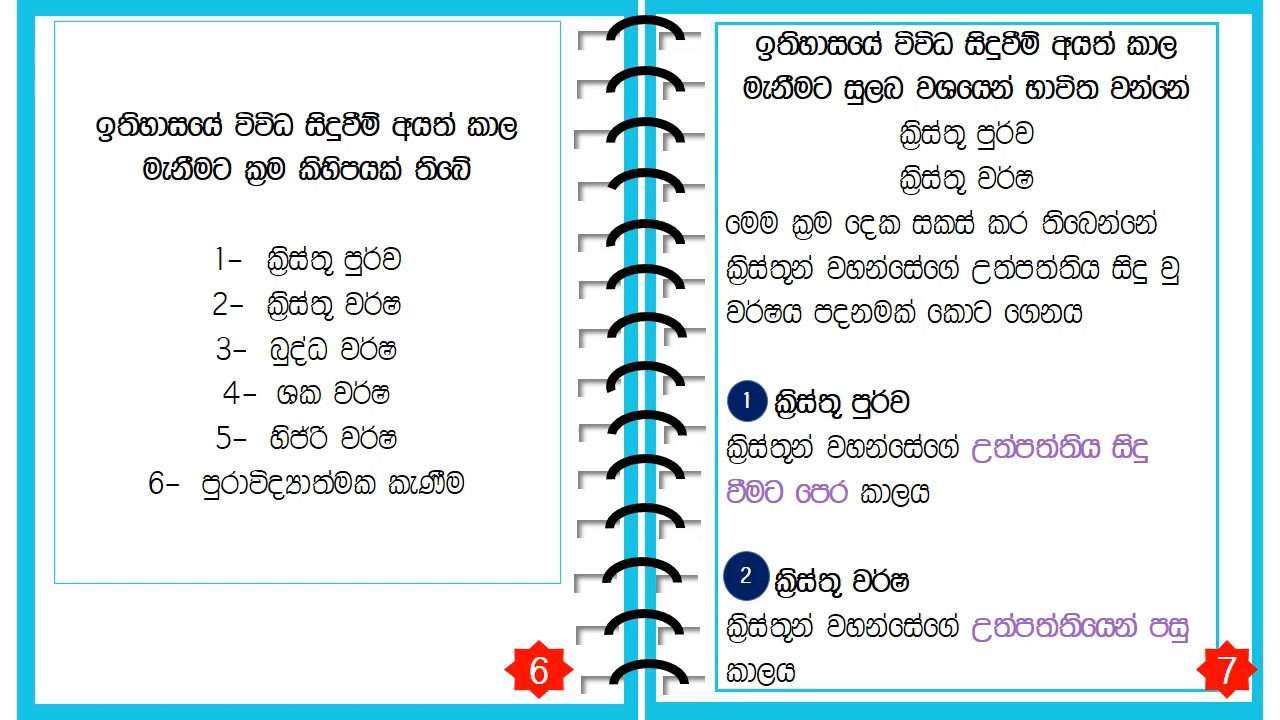 ඉතිහාසයේ විවිධ සිදුවීම් අයත් කාල
මැනීමට ක්‍රම කිහිපයක් තිබේ
1- ක්‍රිස්තු පුර්ව
2- ක්‍රිස්තු වර්ෂ
3- බුද්ධ වර්ෂ
4- ශක වර්ෂ
5- හිජ්රි වර්ෂ
6- පුරාවිද්‍යාත්මක කැණීම
6
ඉතිහාසයේ විවිධ සිදුවීම් අයත් කාල
මැනීමට සුලබ වශයෙන් භාවිත වන්නේ
ක්‍රිස්තු පුර්ව
ක්‍රිස්තු වර්ෂ
මෙම ක්‍රම දෙක සකස් කර තිබෙන්නේ
ක්‍රිස්තුන් වහන්සේගේ උත්පත්තිය සිදු වු
වර්ෂය පදනමක් කොට ගෙනය
1 ක්‍රිස්තු පුර්ව
ක්‍රිස්තුන් වහන්සේගේ උත්පත්තිය සිදු
වීමට පෙර කාලය
2 ක්‍රිස්තු වර්ෂ
ක්‍රිස්තුන් වහන්සේගේ උත්පත්තියෙන් පසු
කාලය
7